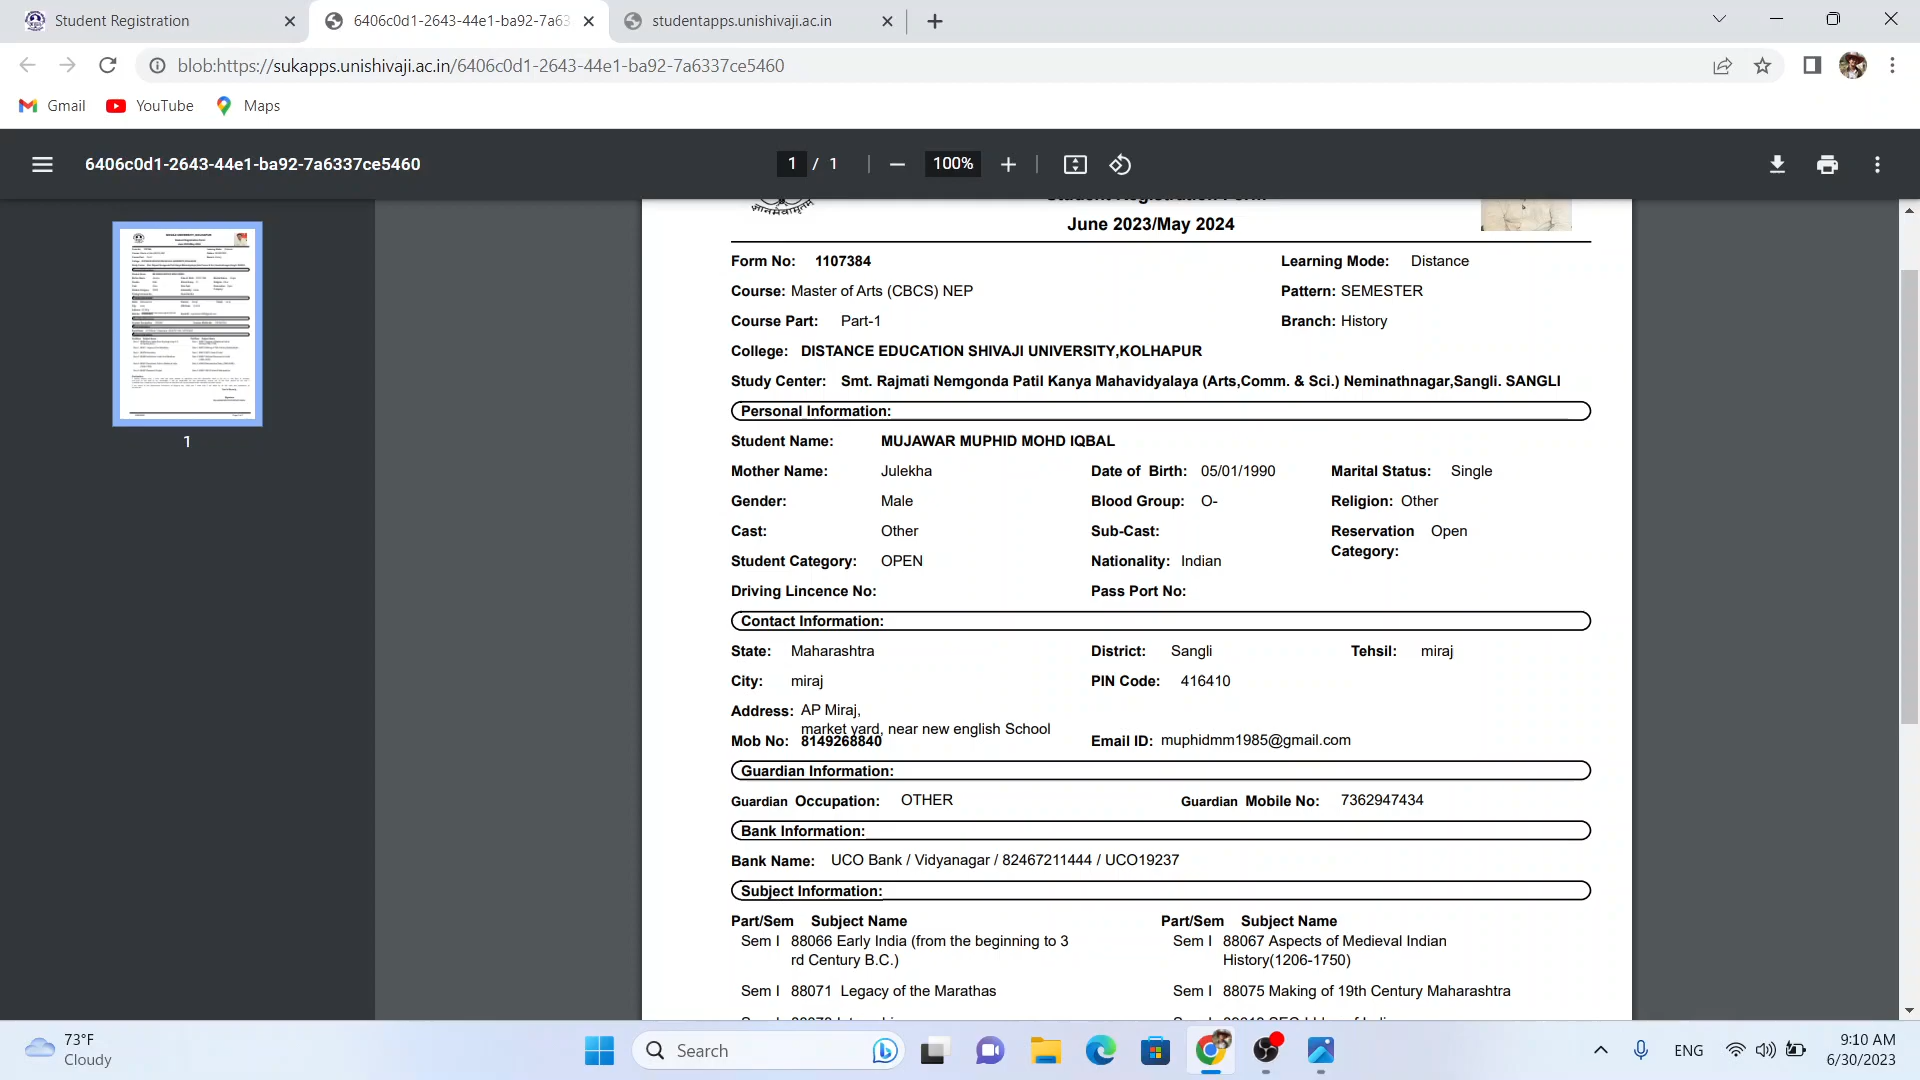 Student Registration
6406c0d1-2643-44e1-ba92-7a63
studentapps.unishivaji.ac.in
blob:https://sukapps.unishivaji.ac.in/6406c0d1-2643-44e1-ba92-7a6337ce5460
Gmail YouTube Maps
6406c0d1-2643-44e1-ba92-7a6337ce5460
1 / 1
100%
1
ज्ञानमेवामृतम्
Student Registration Form
June 2023/May 2024
Form No: 1107384 Learning Mode: Distance
Course: Master of Arts (CBCS) NEP Pattern: SEMESTER
Course Part: Part-1 Branch: History
College: DISTANCE EDUCATION SHIVAJI UNIVERSITY,KOLHAPUR
Study Center: Smt. Rajmati Nemgonda Patil Kanya Mahavidyalaya (Arts,Comm. & Sci.) Neminathnagar,Sangli. SANGLI
Personal Information:
Student Name: MUJAWAR MUPHID MOHD IQBAL
Mother Name: Julekha Date of Birth: 05/01/1990 Marital Status: Single
Gender: Male Blood Group: O- Religion: Other
Cast: Other Sub-Cast: Reservation Open
Category:
Student Category: OPEN Nationality: Indian
Driving Lincence No: Pass Port No:
Contact Information:
State: Maharashtra District: Sangli Tehsil: miraj
City: miraj PIN Code: 416410
Address: AP Miraj,
market yard, near new english School
Mob No: 8149268840 Email ID: muphidmm1985@gmail.com
Guardian Information:
Guardian Occupation: OTHER Guardian Mobile No: 7362947434
Bank Information:
Bank Name: UCO Bank / Vidyanagar / 82467211444 / UCO19237
Subject Information:
Part/Sem Subject Name Part/Sem Subject Name
Sem I 88066 Early India (from the beginning to 3 Sem I 88067 Aspects of Medieval Indian
rd Century B.C.) History(1206-1750)
Sem I 88071 Legacy of the Marathas Sem I 88075 Making of 19th Century Maharashtra
73°F
Cloudy
Search
ENG
9:10 AM
6/30/2023